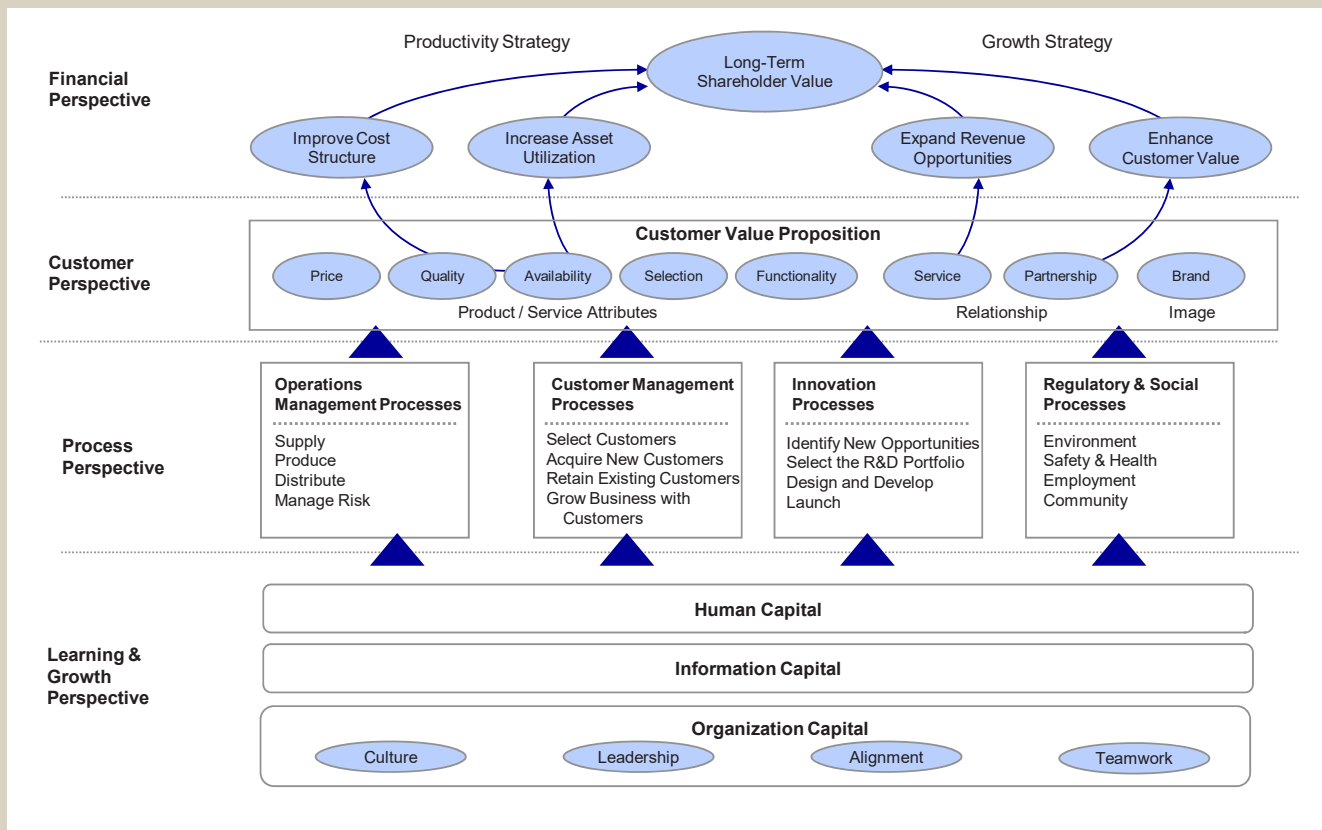 Productivity Strategy
Growth Strategy
Long-Term
Shareholder Value
Financial
Perspective
Improve Cost
Structure
Increase Asset
Utilization
Expand Revenue
Opportunities
Enhance
Customer Value
Customer Value Proposition
Customer
Perspective
Price
Quality
Availability
Selection
Functionality
Service
Partnership
Brand
Product / Service Attributes
Relationship
Image
Process
Perspective
Operations
Management Processes
Supply
Produce
Distribute
Manage Risk
Customer Management
Processes
Select Customers
Acquire New Customers
Retain Existing Customers
Grow Business with
Customers
Innovation
Processes
Identify New Opportunities
Select the R&D Portfolio
Design and Develop
Launch
Regulatory & Social
Processes
Environment
Safety & Health
Employment
Community
Learning &
Growth
Perspective
Human Capital
Information Capital
Organization Capital
Culture
Leadership
Alignment
Teamwork